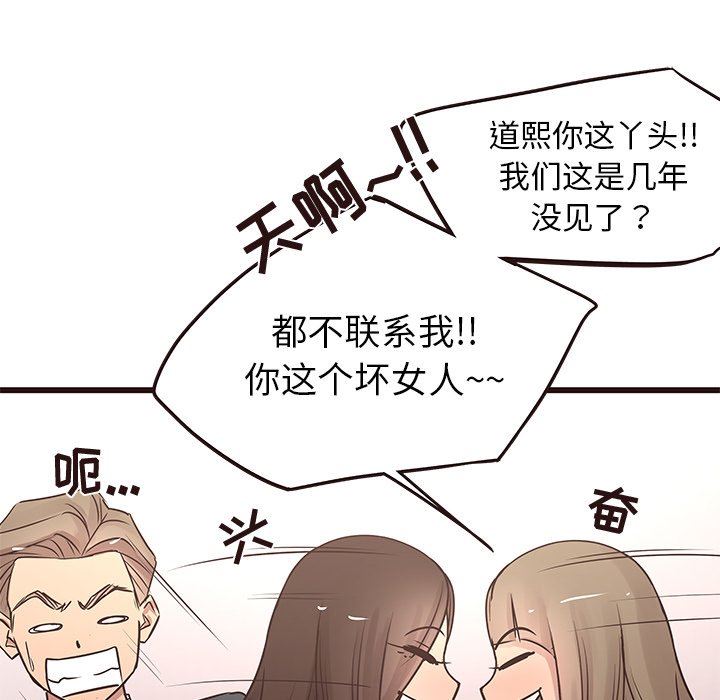 道熙你这丫头!!
我们这是几年
没见了？
天啊~!!
都不联系我!!
你这个坏女人~~
呃...
兴
奋